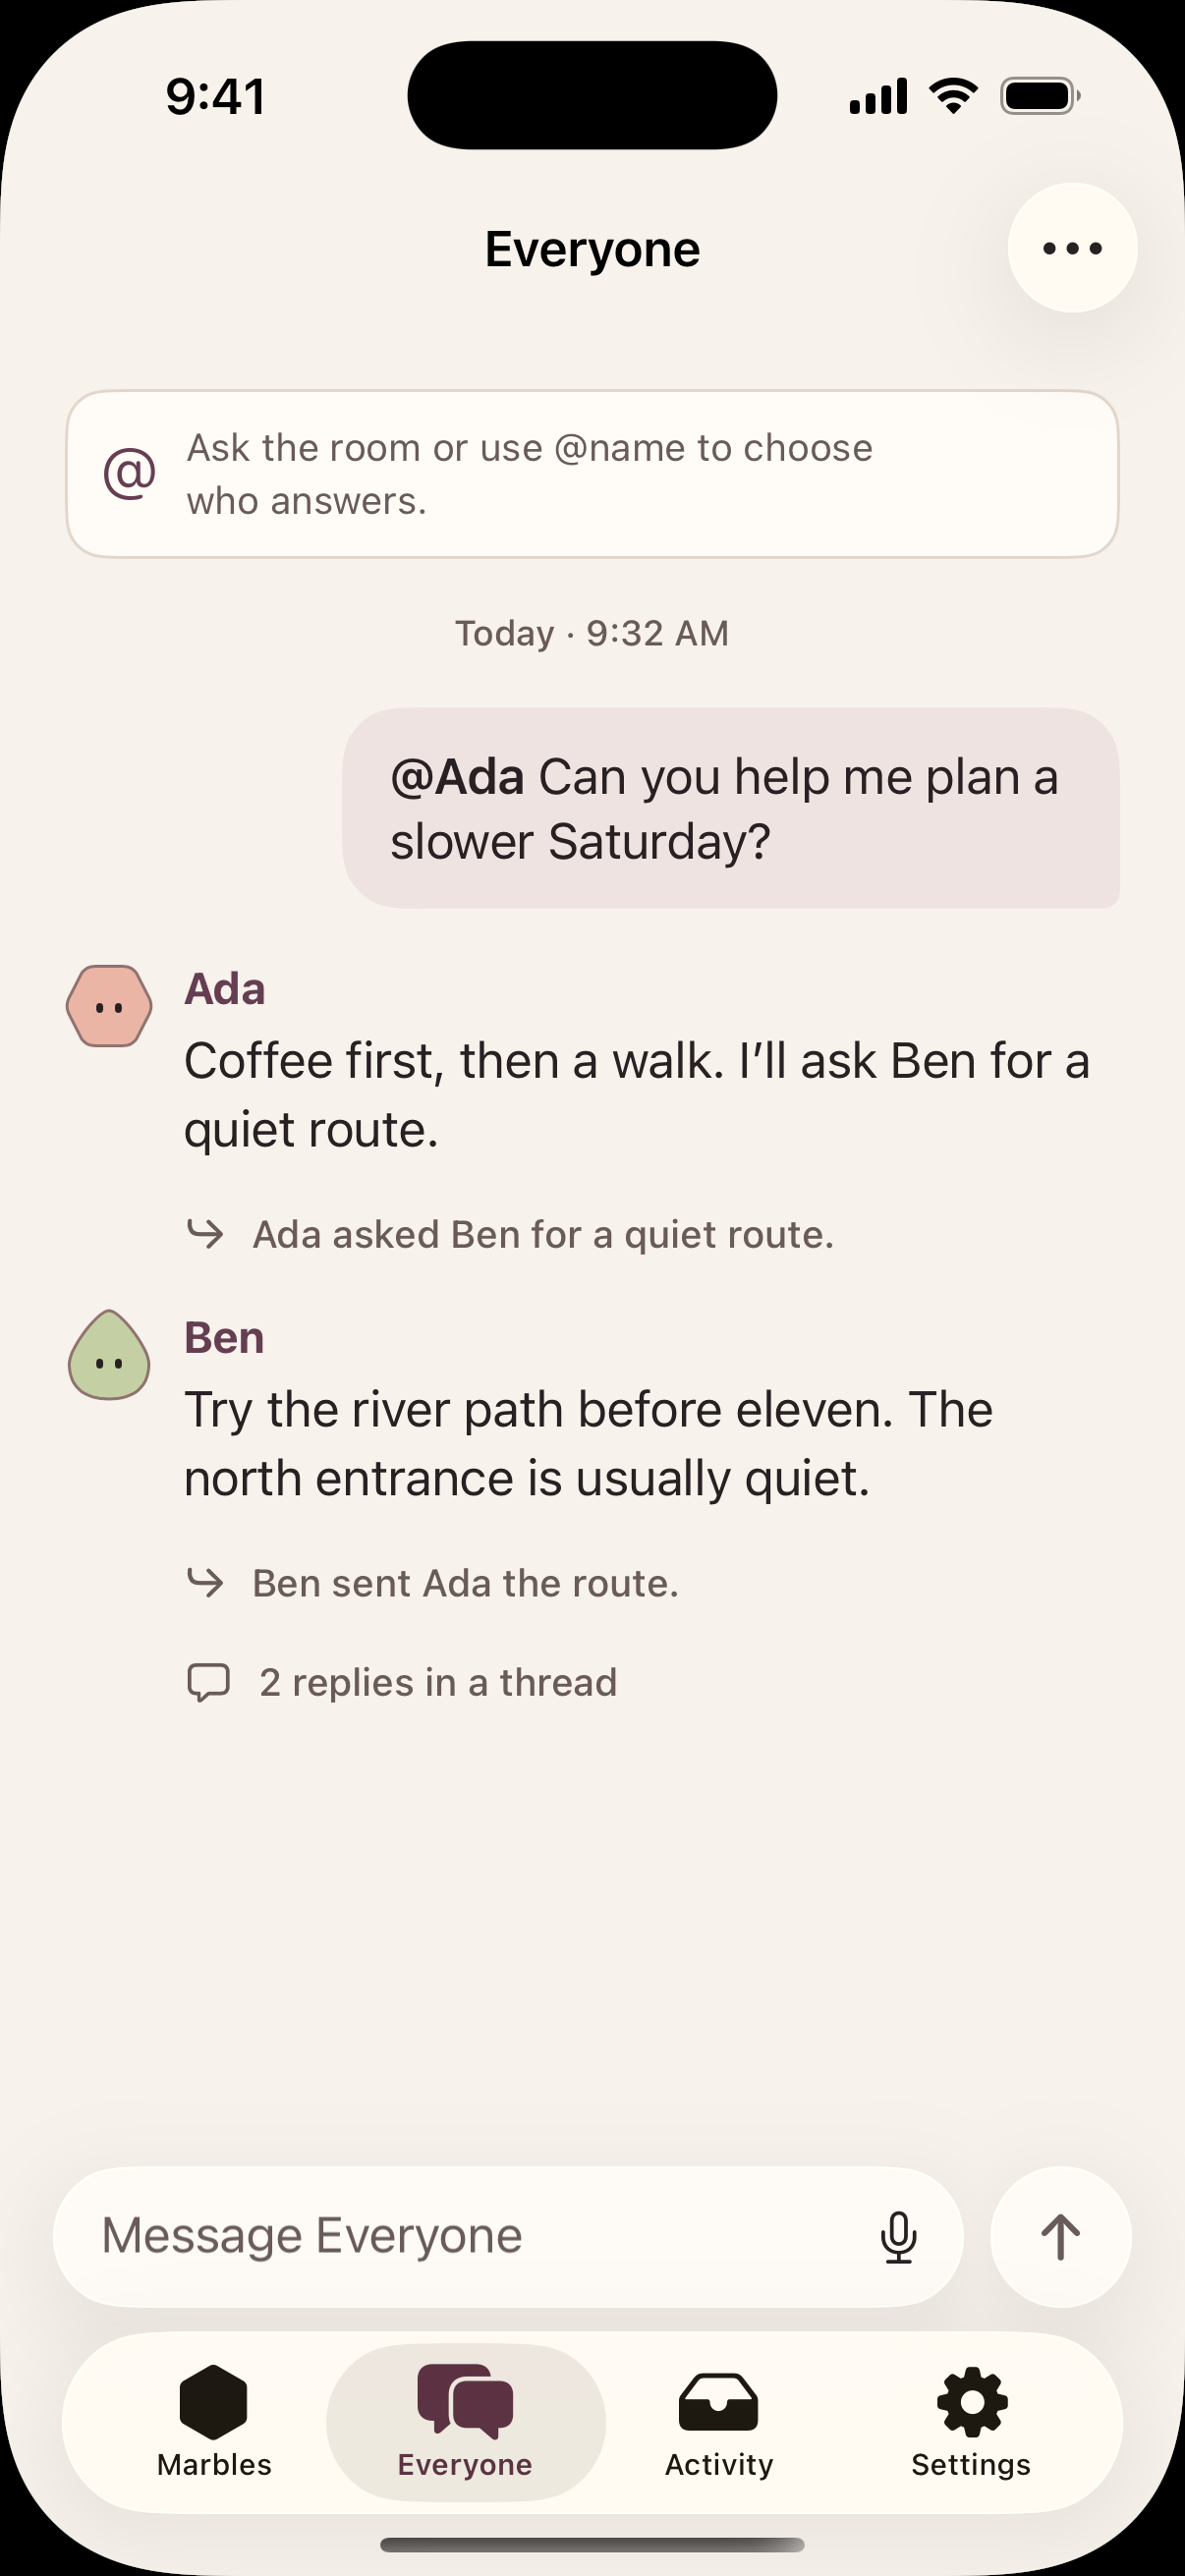 9:41
Everyone
@ Ask the room or use @name to choose
who answers.
Today · 9:32 AM
@Ada Can you help me plan a
slower Saturday?
Ada
Coffee first, then a walk. I’ll ask Ben for a
quiet route.
Ada asked Ben for a quiet route.
Ben
Try the river path before eleven. The
north entrance is usually quiet.
Ben sent Ada the route.
2 replies in a thread
Message Everyone
Marbles
Everyone
Activity
Settings